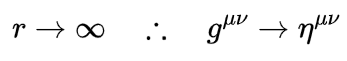 r → ∞ ∴ g^{μν} → η^{μν}